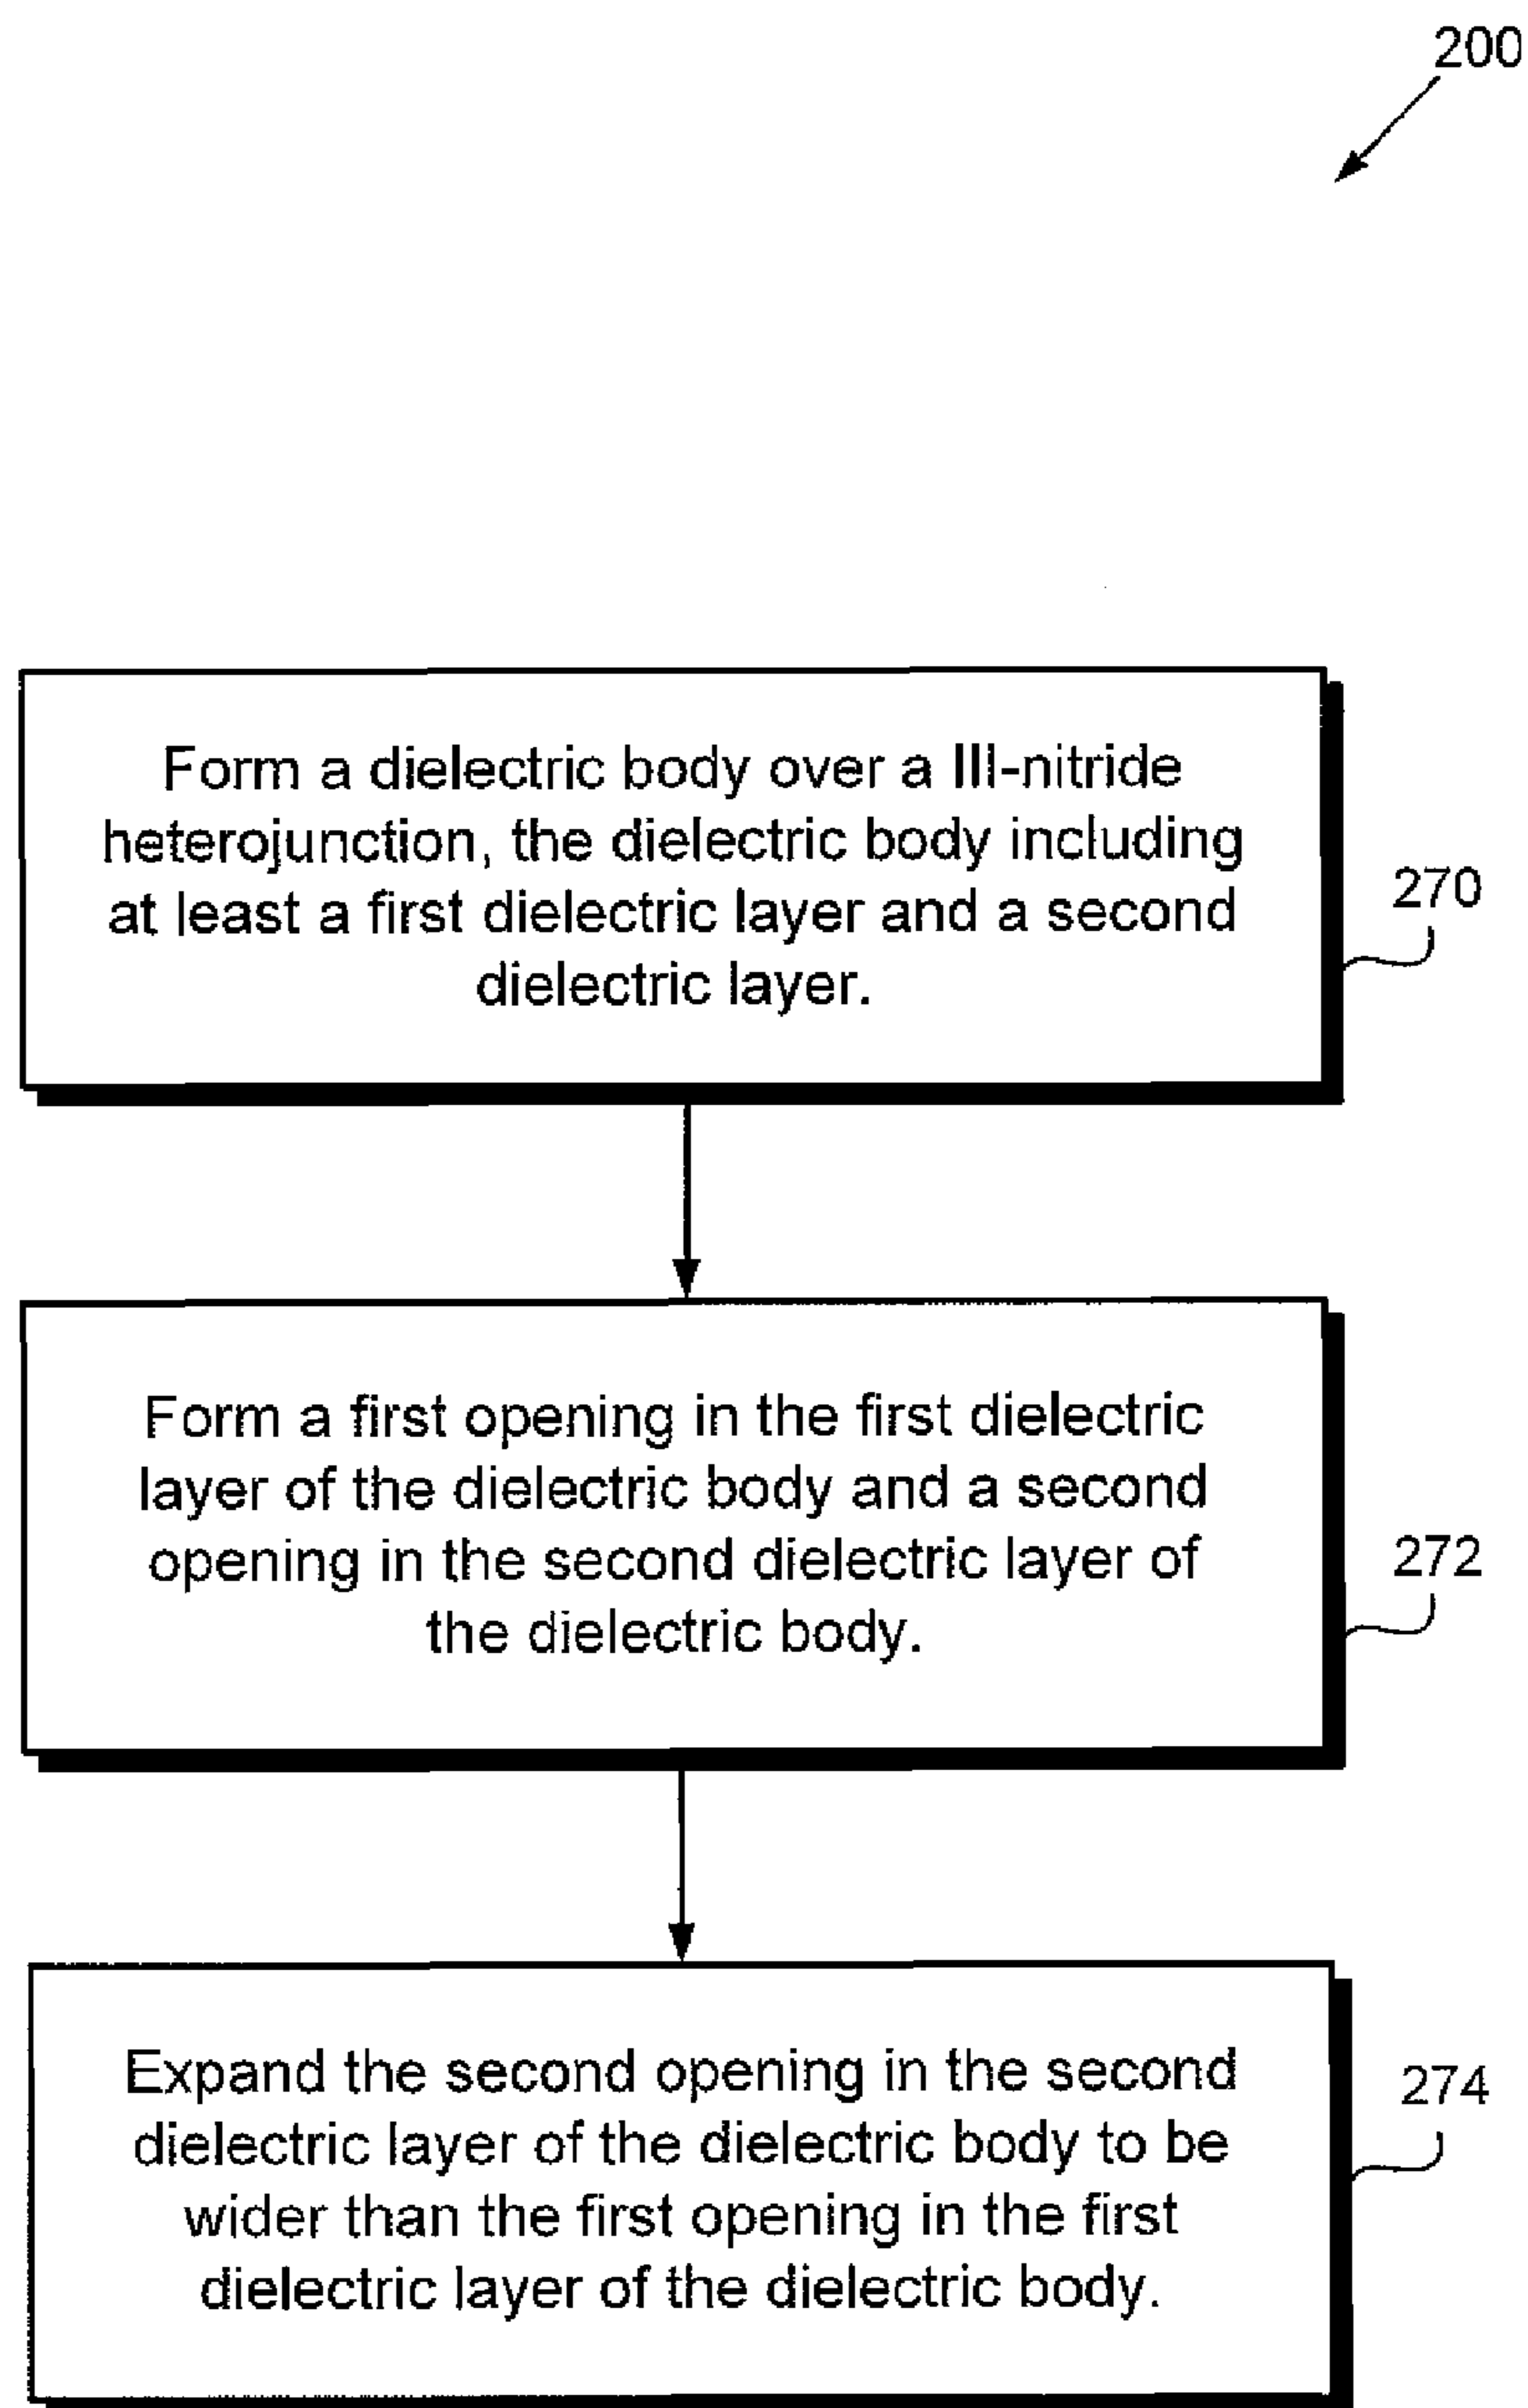 200
Form a dielectric body over a III-nitride
heterojunction, the dielectric body including
at least a first dielectric layer and a second
dielectric layer.
270
Form a first opening in the first dielectric
layer of the dielectric body and a second
opening in the second dielectric layer of
the dielectric body.
272
Expand the second opening in the second
dielectric layer of the dielectric body to be
wider than the first opening in the first
dielectric layer of the dielectric body.
274